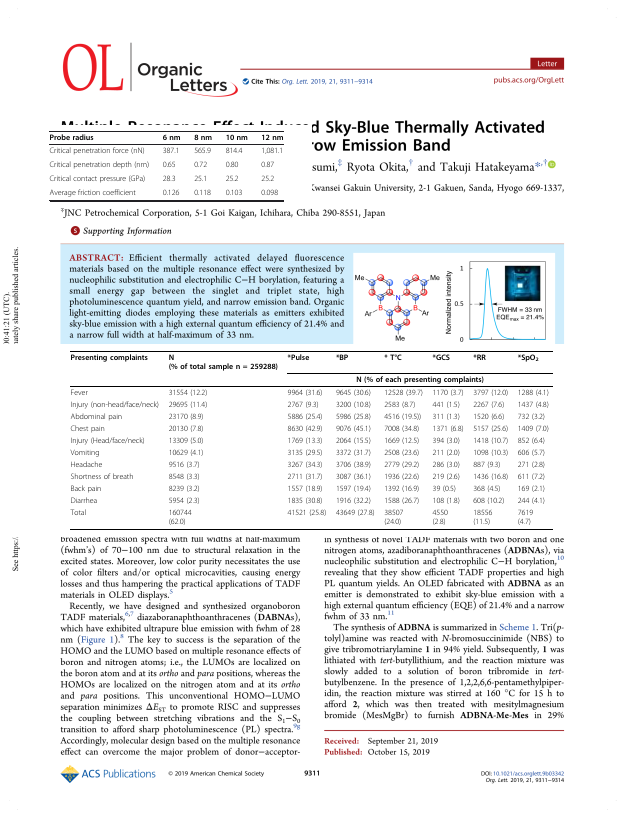 OL Organic Letters
Letter
Cite This: Org. Lett. 2019, 21, 9311−9314
pubs.acs.org/OrgLett
d Sky-Blue Thermally Activated
row Emission Band
Probe radius 6 nm 8 nm 10 nm 12 nm
Critical penetration force (nN) 387.1 565.9 814.4 1,081.1
Critical penetration depth (nm) 0.65 0.72 0.80 0.87
Critical contact pressure (GPa) 28.3 25.1 25.2 25.2
Average friction coefficient 0.126 0.118 0.103 0.098
sumi,‡ Ryota Okita,† and Takuji Hatakeyama*,†
Kwansei Gakuin University, 2-1 Gakuen, Sanda, Hyogo 669-1337,
‡JNC Petrochemical Corporation, 5-1 Goi Kaigan, Ichihara, Chiba 290-8551, Japan
S Supporting Information
ABSTRACT: Efficient thermally activated delayed fluorescence
materials based on the multiple resonance effect were synthesized by
nucleophilic substitution and electrophilic C−H borylation, featuring a
small energy gap between the singlet and triplet state, high
photoluminescence quantum yield, and narrow emission band. Organic
light-emitting diodes employing these materials as emitters exhibited
sky-blue emission with a high external quantum efficiency of 21.4% and
a narrow full width at half-maximum of 33 nm.
Me Me
N
B B
Ar Ar
Me
Normalized intensity
1
0.5
0
FWHM = 33 nm
EQEmax = 21.4%
Presenting complaints N (% of total sample n = 259288) *Pulse *BP * T°C *GCS *RR *SpO2
N (% of each presenting complaints)
Fever 31554 (12.2) 9964 (31.6) 9645 (30.6) 12528 (39.7) 1170 (3.7) 3797 (12.0) 1288 (4.1)
Injury (non-head/face/neck) 29695 (11.4) 2767 (9.3) 3200 (10.8) 2583 (8.7) 441 (1.5) 2267 (7.6) 1437 (4.8)
Abdominal pain 23170 (8.9) 5886 (25.4) 5986 (25.8) 4516 (19.5)) 311 (1.3) 1520 (6.6) 732 (3.2)
Chest pain 20130 (7.8) 8630 (42.9) 9076 (45.1) 7008 (34.8) 1371 (6.8) 5157 (25.6) 1409 (7.0)
Injury (Head/face/neck) 13309 (5.0) 1769 (13.3) 2064 (15.5) 1669 (12.5) 394 (3.0) 1418 (10.7) 852 (6.4)
Vomiting 10629 (4.1) 3135 (29.5) 3372 (31.7) 2508 (23.6) 211 (2.0) 1098 (10.3) 606 (5.7)
Headache 9516 (3.7) 3267 (34.3) 3706 (38.9) 2779 (29.2) 286 (3.0) 887 (9.3) 271 (2.8)
Shortness of breath 8548 (3.3) 2711 (31.7) 3087 (36.1) 1936 (22.6) 219 (2.6) 1436 (16.8) 611 (7.2)
Back pain 8239 (3.2) 1557 (18.9) 1597 (19.4) 1392 (16.9) 39 (0.5) 368 (4.5) 169 (2.1)
Diarrhea 5954 (2.3) 1835 (30.8) 1916 (32.2) 1588 (26.7) 108 (1.8) 608 (10.2) 244 (4.1)
Total 160744 (62.0) 41521 (25.8) 43649 (27.8) 38507 (24.0) 4550 (2.8) 18556 (11.5) 7619 (4.7)
broadened emission spectra with full widths at half-maximum
(fwhm's) of 70−100 nm due to structural relaxation in the
excited states. Moreover, low color purity necessitates the use
of color filters and/or optical microcavities, causing energy
losses and thus hampering the practical applications of TADF
materials in OLED displays.5
Recently, we have designed and synthesized organoboron
TADF materials,6,7 diazaboranaphthoanthracenes (DABNAs),
which have exhibited ultrapure blue emission with fwhm of 28
nm (Figure 1).8 The key to success is the separation of the
HOMO and the LUMO based on multiple resonance effects of
boron and nitrogen atoms; i.e., the LUMOs are localized on
the boron atom and at its ortho and para positions, whereas the
HOMOs are localized on the nitrogen atom and at its ortho
and para positions. This unconventional HOMO−LUMO
separation minimizes ΔEST to promote RISC and suppresses
the coupling between stretching vibrations and the S1−S0
transition to afford sharp photoluminescence (PL) spectra.9g
Accordingly, molecular design based on the multiple resonance
effect can overcome the major problem of donor−acceptor-
in synthesis of novel TADF materials with two boron and one
nitrogen atoms, azadiboranaphthoanthracenes (ADBNAs), via
nucleophilic substitution and electrophilic C−H borylation,10
revealing that they show efficient TADF properties and high
PL quantum yields. An OLED fabricated with ADBNA as an
emitter is demonstrated to exhibit sky-blue emission with a
high external quantum efficiency (EQE) of 21.4% and a narrow
fwhm of 33 nm.11
The synthesis of ADBNA is summarized in Scheme 1. Tri(p-
tolyl)amine was reacted with N-bromosuccinimide (NBS) to
give tribromotriarylamine 1 in 94% yield. Subsequently, 1 was
lithiated with tert-butyllithium, and the reaction mixture was
slowly added to a solution of boron tribromide in tert-
butylbenzene. In the presence of 1,2,2,6,6-pentamethylpiper-
idin, the reaction mixture was stirred at 160 °C for 15 h to
afford 2, which was then treated with mesitylmagnesium
bromide (MesMgBr) to furnish ADBNA-Me-Mes in 29%
Received: September 21, 2019
Published: October 15, 2019
ACS Publications
© 2019 American Chemical Society
9311
DOI: 10.1021/acs.orglett.9b03342
Org. Lett. 2019, 21, 9311−9314
See https:/
ately share published articles.